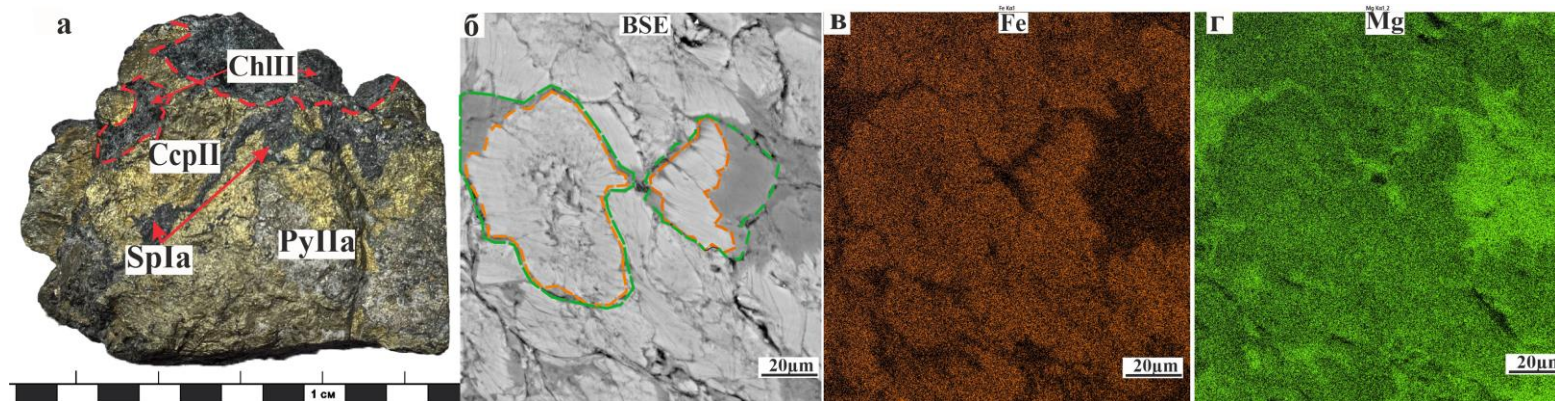 а
ChlII
CcpII
SpIa
PyIIa
1 см
б
BSE
20µm
в
Fe Ka1
Fe
20µm
г
Mg Ka1_2
Mg
20µm